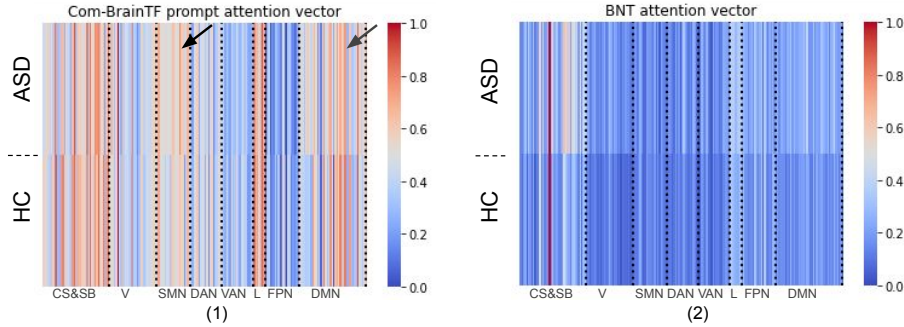 Com-BrainTF prompt attention vector
ASD
HC
1.0
0.8
0.6
0.4
0.2
0.0
CS&SB V SMN DAN VAN L FPN DMN
(1)
BNT attention vector
ASD
HC
1.0
0.8
0.6
0.4
0.2
0.0
CS&SB V SMN DAN VAN L FPN DMN
(2)